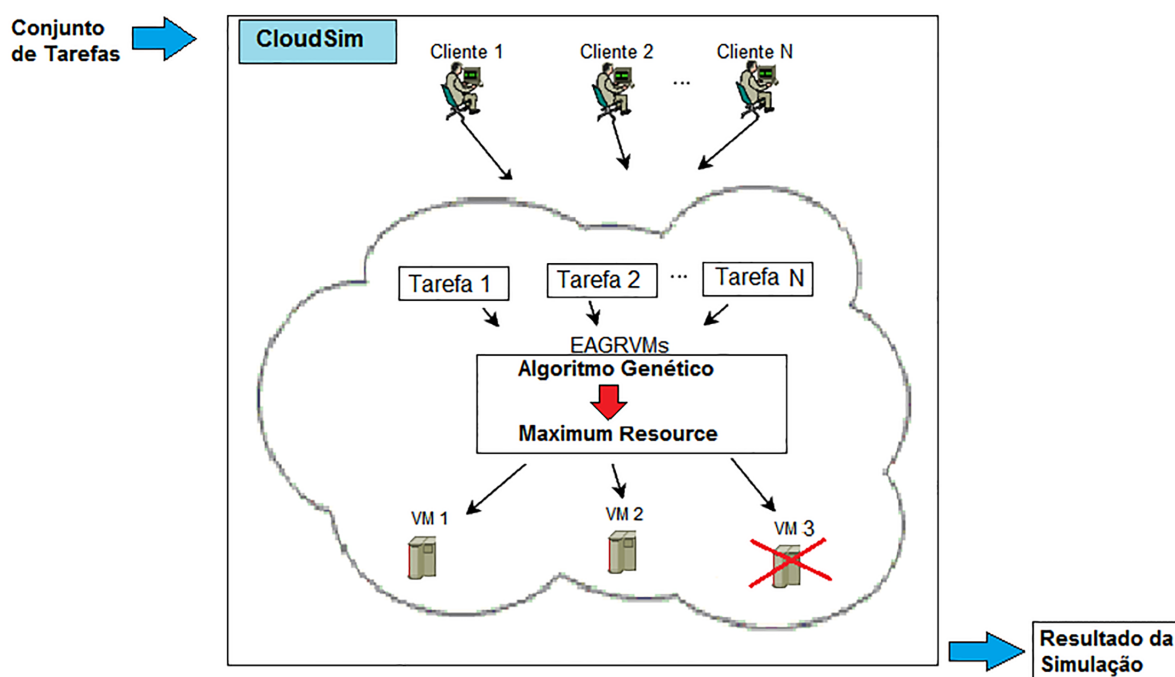 Conjunto
de Tarefas
CloudSim
Cliente 1
Cliente 2
...
Cliente N
Tarefa 1
Tarefa 2
...
Tarefa N
EAGRVMs
Algoritmo Genético
Maximum Resource
VM 1
VM 2
VM 3
Resultado da
Simulação